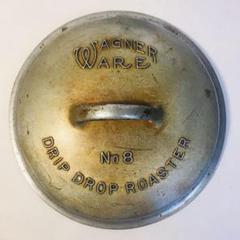 WAGNER
WARE
No 8
DRIP DROP ROASTER